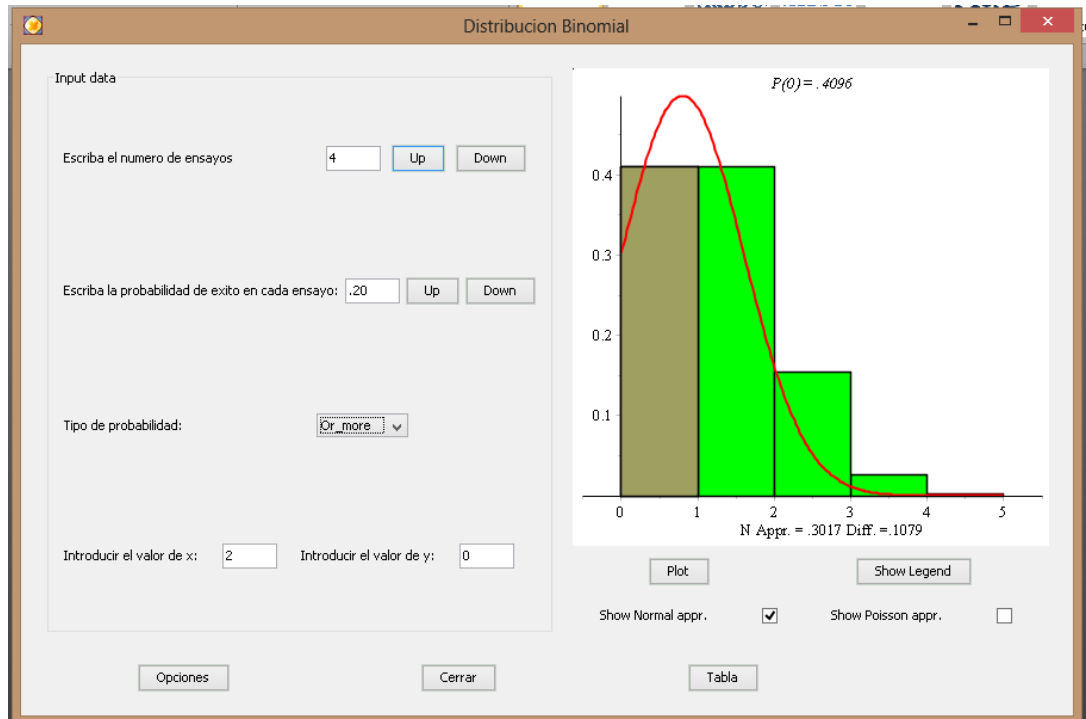 Distribucion Binomial
Input data
Escriba el numero de ensayos 4 Up Down
Escriba la probabilidad de exito en cada ensayo: .20 Up Down
Tipo de probabilidad: Or_more
Introducir el valor de x: 2 Introducir el valor de y: 0
P(0)= .4096
0.4
0.3
0.2
0.1
0 1 2 3 4 5
N Appr. = .3017 Diff. =.1079
Plot Show Legend
Show Normal appr. Show Poisson appr.
Opciones Cerrar Tabla